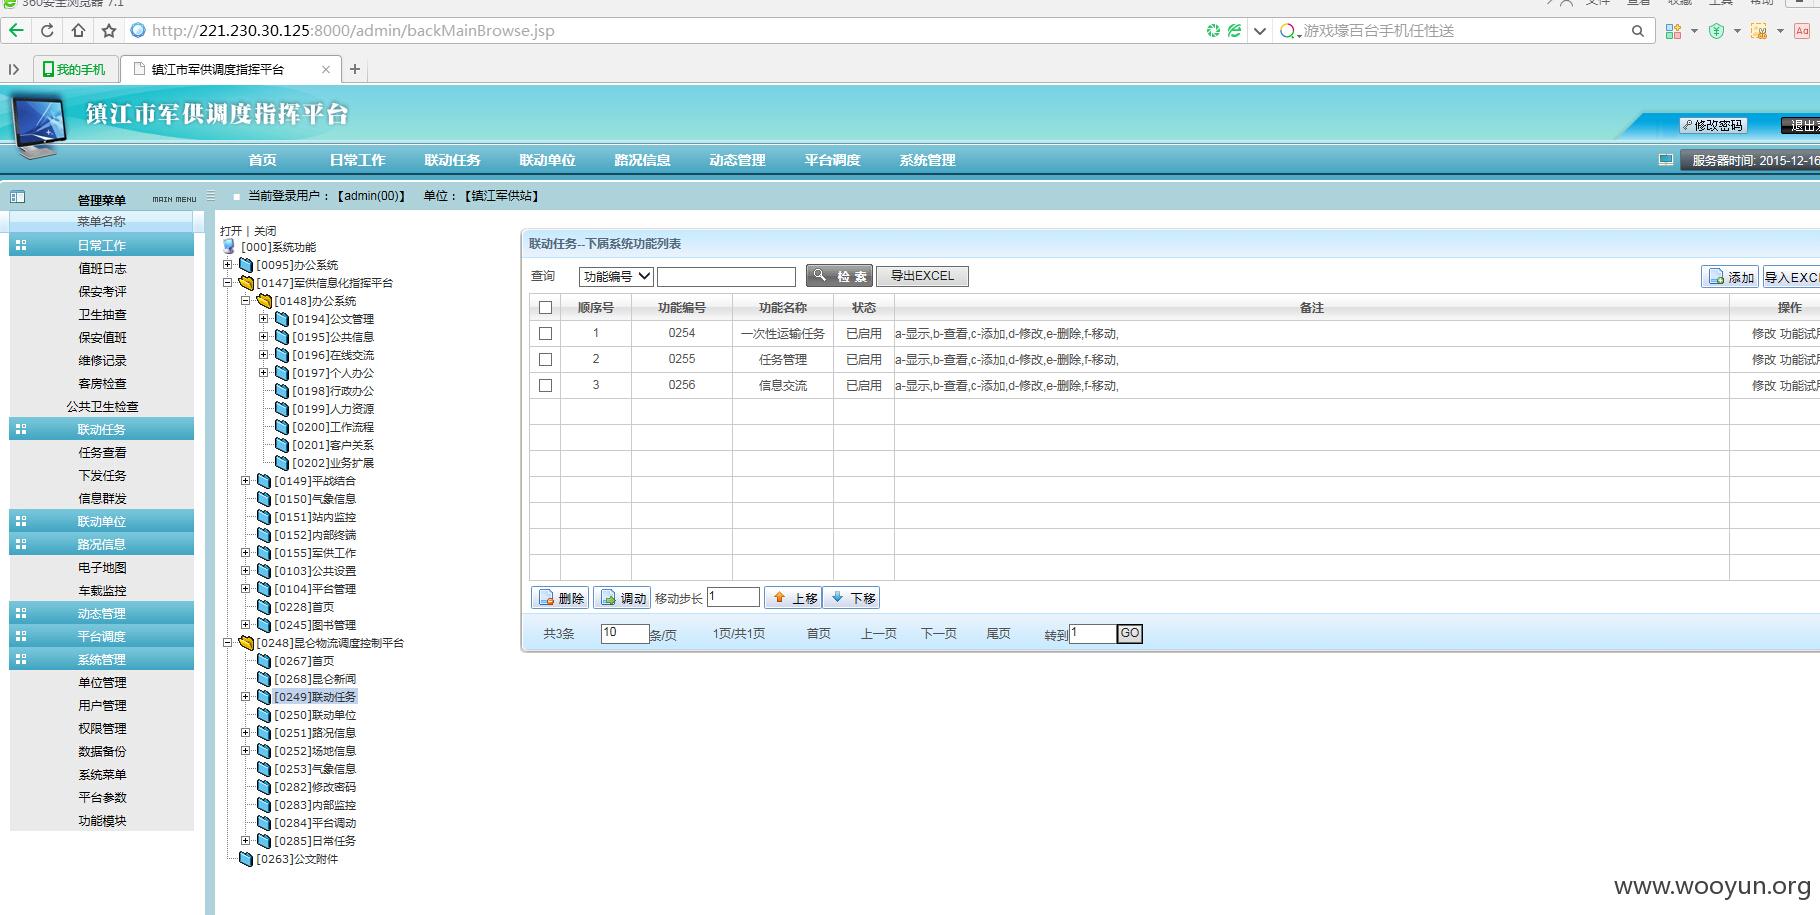 360安全浏览器 7.1
文件 查看 收藏 工具 帮助
http://221.230.30.125:8000/admin/backMainBrowse.jsp
游戏壕百台手机任性送
我的手机 镇江市军供调度指挥平台
镇江市军供调度指挥平台
修改密码
首页 日常工作 联动任务 联动单位 路况信息 动态管理 平台调度 系统管理
服务器时间: 2015-12-16
管理菜单 MAIN MENU
当前登录用户：【admin(00)】 单位：【镇江军供站】
菜单名称
日常工作
值班日志
保安考评
卫生抽查
保安值班
维修记录
客房检查
公共卫生检查
联动任务
任务查看
下发任务
信息群发
联动单位
路况信息
电子地图
车载监控
动态管理
平台调度
系统管理
单位管理
用户管理
权限管理
数据备份
系统菜单
平台参数
功能模块
打开 | 关闭
[000]系统功能
[0095]办公系统
[0147]军供信息化指挥平台
[0148]办公系统
[0194]公文管理
[0195]公共信息
[0196]在线交流
[0197]个人办公
[0198]行政办公
[0199]人力资源
[0200]工作流程
[0201]客户关系
[0202]业务扩展
[0149]平战结合
[0150]气象信息
[0151]站内监控
[0152]内部终端
[0155]军供工作
[0103]公共设置
[0104]平台管理
[0228]首页
[0245]图书管理
[0248]昆仑物流调度控制平台
[0267]首页
[0268]昆仑新闻
[0249]联动任务
[0250]联动单位
[0251]路况信息
[0252]场地信息
[0253]气象信息
[0282]修改密码
[0283]内部监控
[0284]平台调动
[0285]日常任务
[0263]公文附件
联动任务--下属系统功能列表
查询 功能编号 检 索 导出EXCEL 添加 导入EXC
顺序号 功能编号 功能名称 状态 备注 操作
1 0254 一次性运输任务 已启用 a-显示,b-查看,c-添加,d-修改,e-删除,f-移动, 修改 功能试
2 0255 任务管理 已启用 a-显示,b-查看,c-添加,d-修改,e-删除,f-移动, 修改 功能试
3 0256 信息交流 已启用 a-显示,b-查看,c-添加,d-修改,e-删除,f-移动, 修改 功能试
删除 调动 移动步长 1 上移 下移
共3条 10 条/页 1页/共1页 首页 上一页 下一页 尾页 转到 1 GO
www.wooyun.org